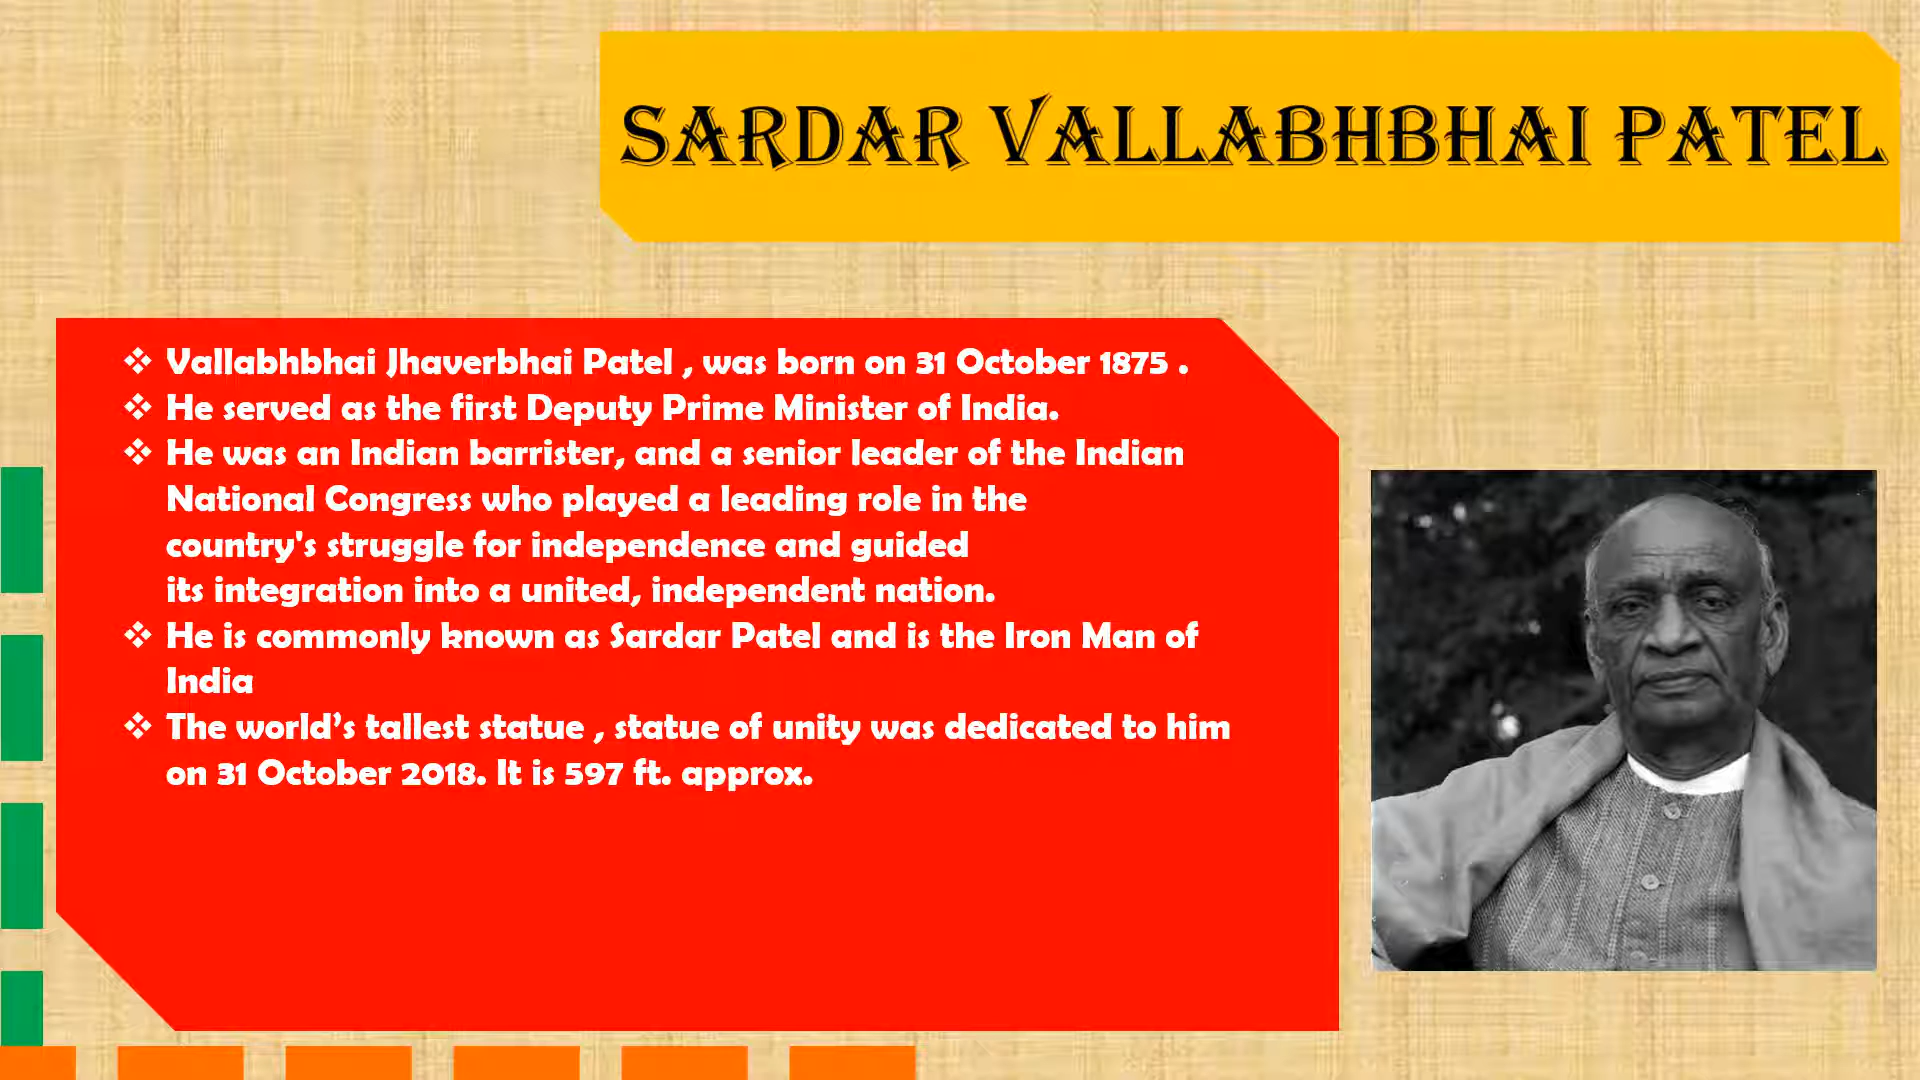 SARDAR VALLABHBHAI PATEL
❖ Vallabhbhai Jhaverbhai Patel , was born on 31 October 1875 .
❖ He served as the first Deputy Prime Minister of India.
❖ He was an Indian barrister, and a senior leader of the Indian
National Congress who played a leading role in the
country's struggle for independence and guided
its integration into a united, independent nation.
❖ He is commonly known as Sardar Patel and is the Iron Man of
India
❖ The world’s tallest statue , statue of unity was dedicated to him
on 31 October 2018. It is 597 ft. approx.